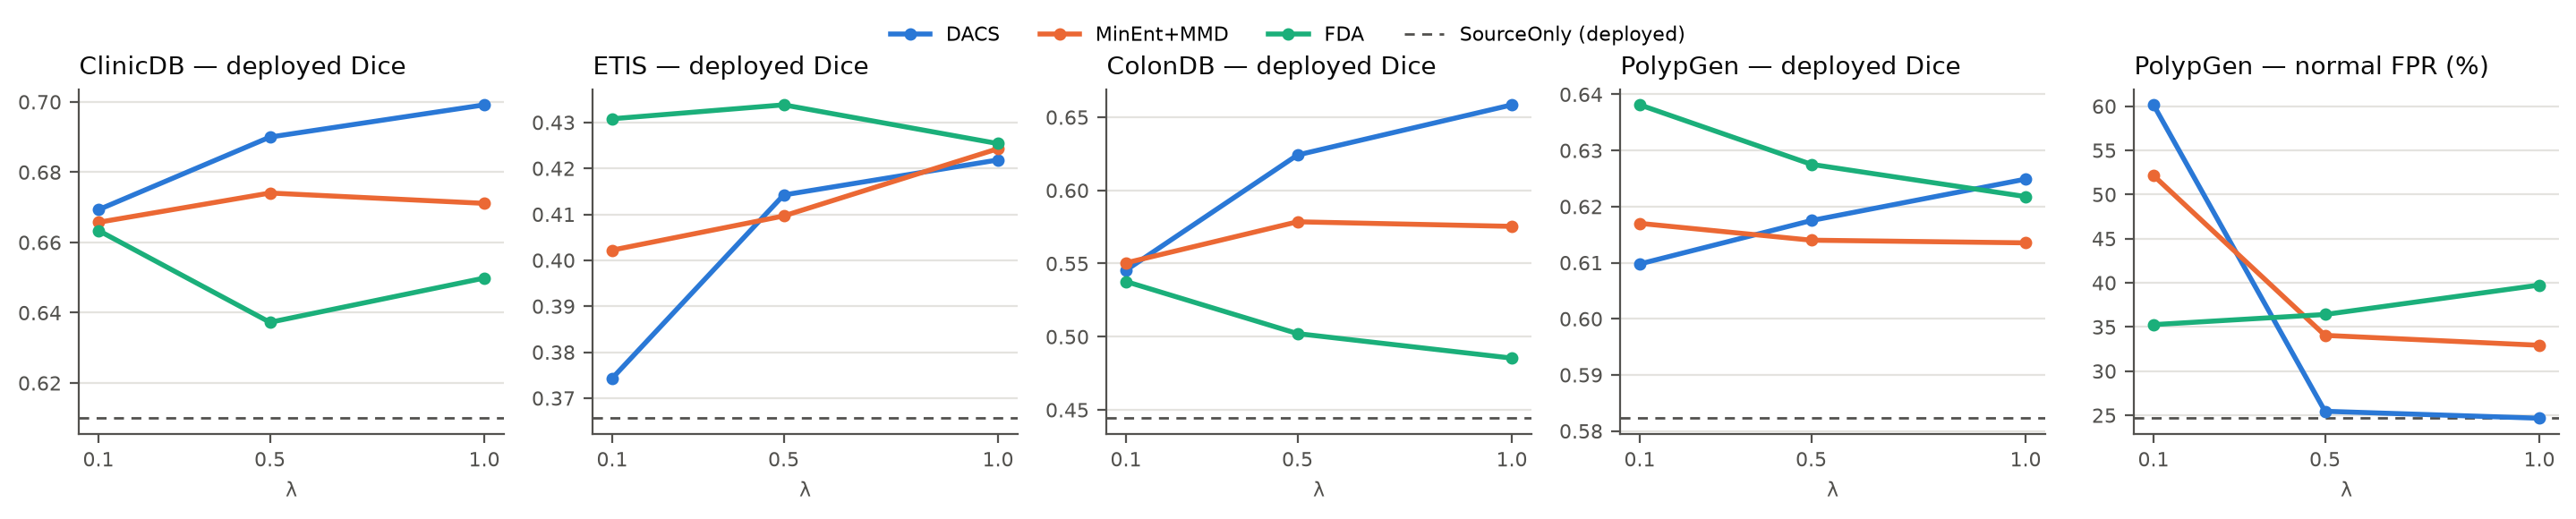 DACS MinEnt+MMD FDA SourceOnly (deployed)
ClinicDB — deployed Dice
0.70
0.68
0.66
0.64
0.62
0.1 0.5 1.0
λ
ETIS — deployed Dice
0.43
0.42
0.41
0.40
0.39
0.38
0.37
0.1 0.5 1.0
λ
ColonDB — deployed Dice
0.65
0.60
0.55
0.50
0.45
0.1 0.5 1.0
λ
PolypGen — deployed Dice
0.64
0.63
0.62
0.61
0.60
0.59
0.58
0.1 0.5 1.0
λ
PolypGen — normal FPR (%)
60
55
50
45
40
35
30
25
0.1 0.5 1.0
λ